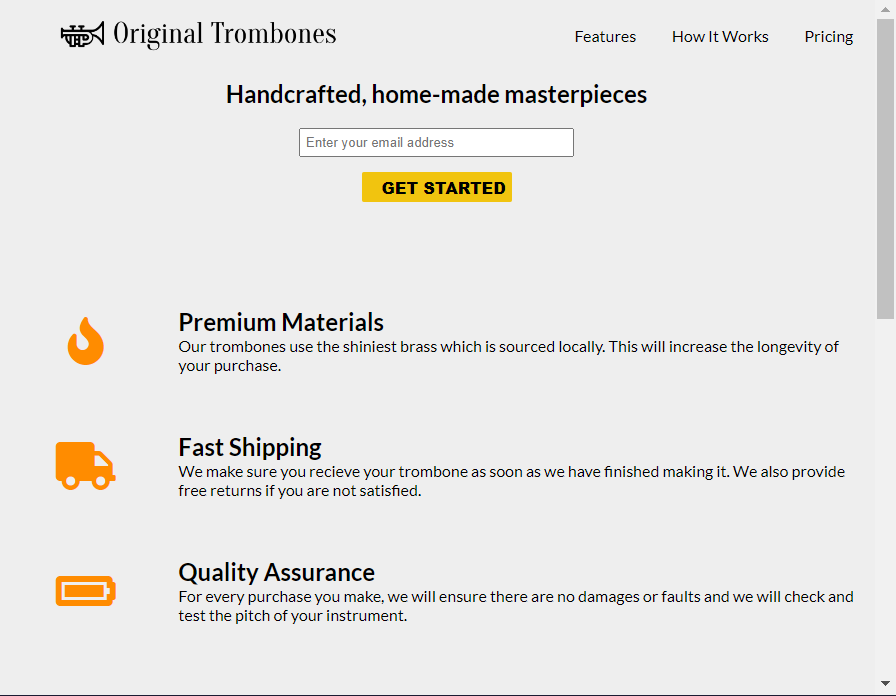 Original Trombones
Features
How It Works
Pricing
Handcrafted, home-made masterpieces
Enter your email address
GET STARTED
Premium Materials
Our trombones use the shiniest brass which is sourced locally. This will increase the longevity of
your purchase.
Fast Shipping
We make sure you recieve your trombone as soon as we have finished making it. We also provide
free returns if you are not satisfied.
Quality Assurance
For every purchase you make, we will ensure there are no damages or faults and we will check and
test the pitch of your instrument.